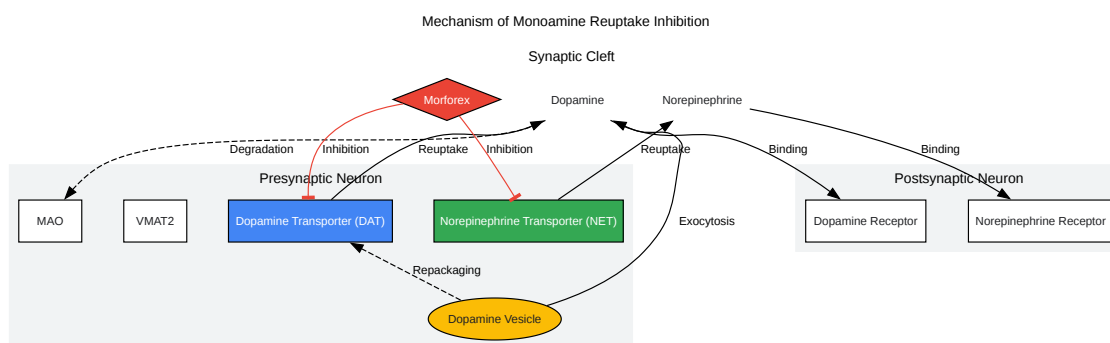 Mechanism of Monoamine Reuptake Inhibition
Synaptic Cleft
Morforex
Dopamine
Norepinephrine
Degradation
Inhibition
Reuptake
Inhibition
Reuptake
Binding
Binding
Presynaptic Neuron
Postsynaptic Neuron
MAO
VMAT2
Dopamine Transporter (DAT)
Norepinephrine Transporter (NET)
Exocytosis
Dopamine Receptor
Norepinephrine Receptor
Repackaging
Dopamine Vesicle